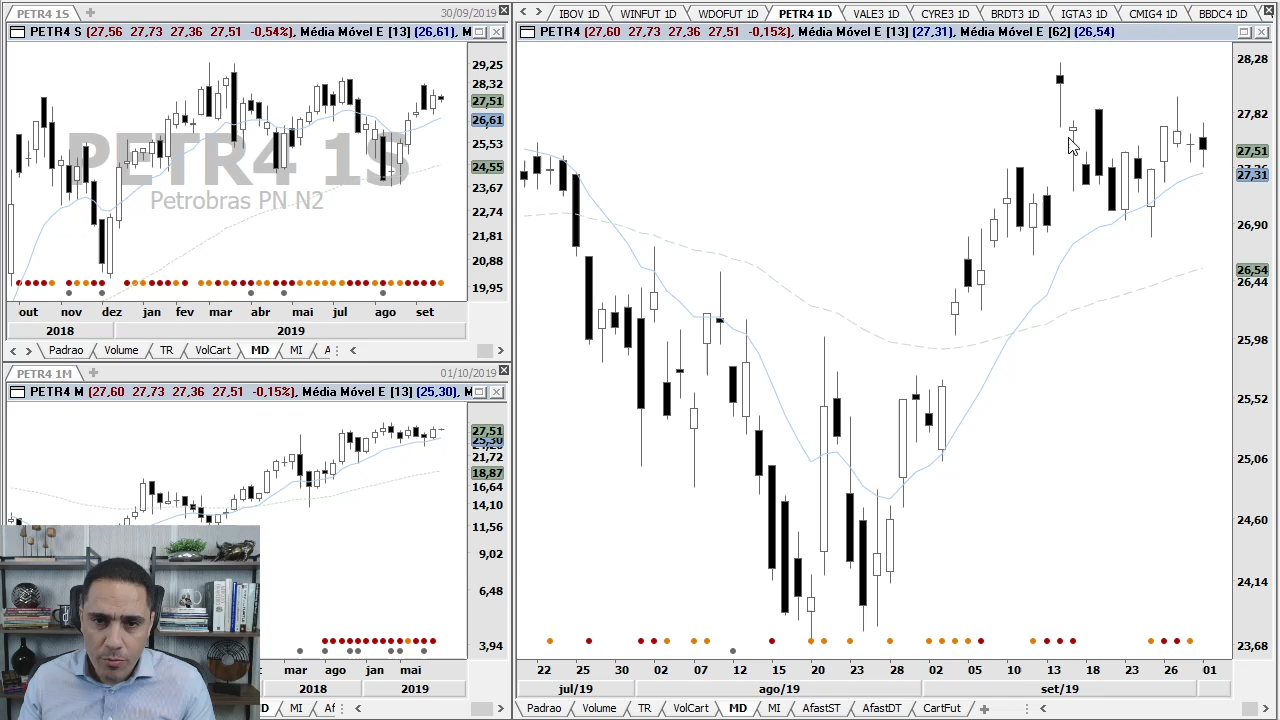 PETR4 1S
30/09/2019
PETR4 S (27,56 27,73 27,36 27,51 -0,54%), Média Móvel E [13] (26,61), M
PETR4 1S
Petrobras PN N2
29,25
28,32
27,51
26,61
25,53
24,55
23,67
22,74
21,81
20,88
19,95
out nov dez jan fev mar abr mai jul ago set
2018 2019
Padrao Volume TR VolCart MD MI A
PETR4 1M
01/10/2019
PETR4 M (27,60 27,73 27,36 27,51 -0,15%), Média Móvel E [13] (25,30), M
27,51
25,30
21,72
18,87
16,64
14,10
11,56
9,02
6,48
3,94
mar ago jan mai
2018 2019
D MI Af
IBOV 1D WINFUT 1D WDOFUT 1D PETR4 1D VALE3 1D CYRE3 1D BRDT3 1D IGTA3 1D CMIG4 1D BBDC4 1D
PETR4 (27,60 27,73 27,36 27,51 -0,15%), Média Móvel E [13] (27,31), Média Móvel E [62] (26,54)
28,28
27,82
27,51
27,36
27,31
26,90
26,54
26,44
25,98
25,52
25,06
24,60
24,14
23,68
22 25 30 02 07 12 15 20 23 28 02 05 10 13 18 23 26 01
jul/19 ago/19 set/19
Padrao Volume TR VolCart MD MI AfastST AfastDT CartFut